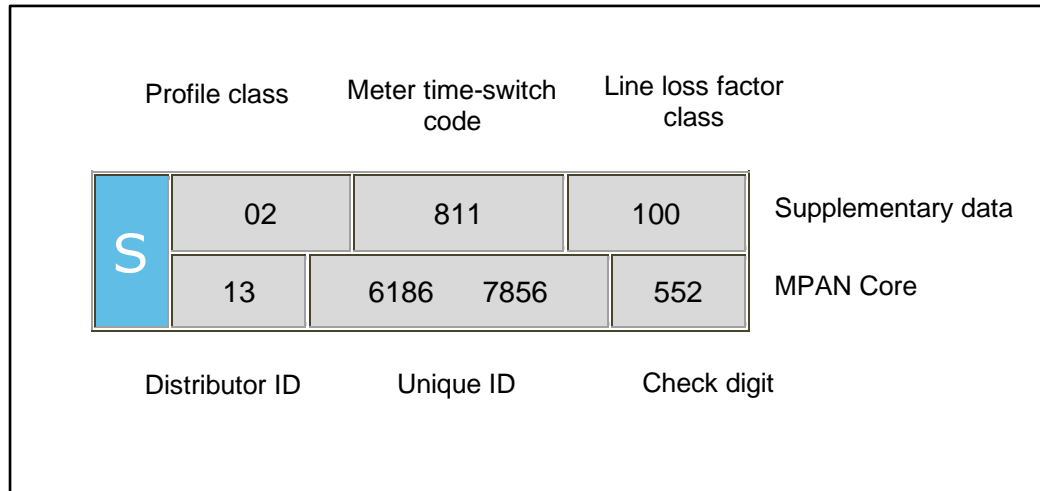 Profile class Meter time-switch code Line loss factor class
S 02 811 100 Supplementary data
13 6186 7856 552 MPAN Core
Distributor ID Unique ID Check digit